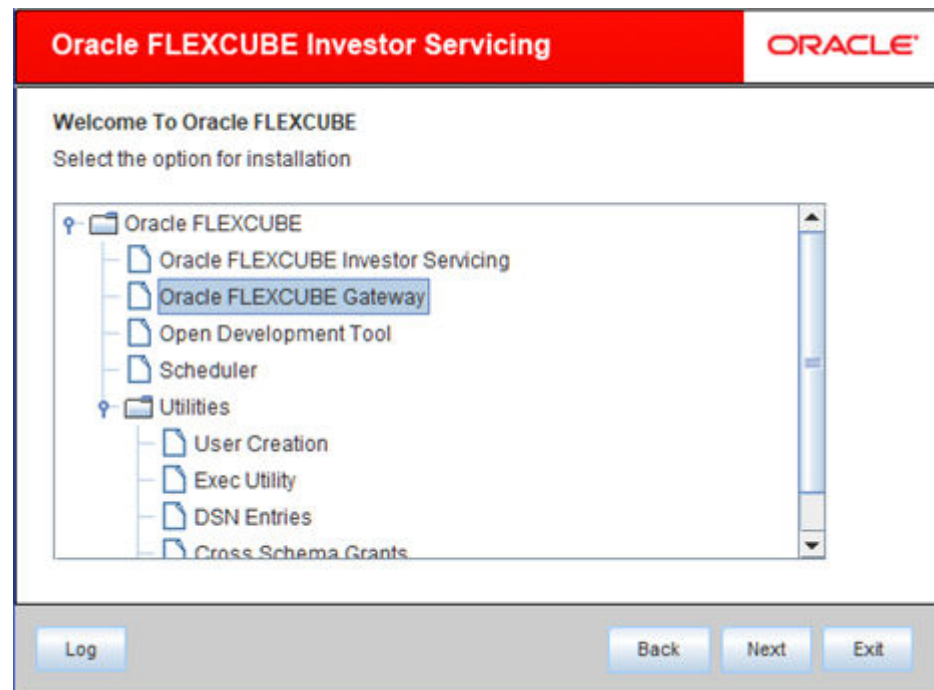 Oracle FLEXCUBE Investor Servicing
ORACLE
Welcome To Oracle FLEXCUBE
Select the option for installation
Oracle FLEXCUBE
Oracle FLEXCUBE Investor Servicing
Oracle FLEXCUBE Gateway
Open Development Tool
Scheduler
Utilities
User Creation
Exec Utility
DSN Entries
Cross Schema Grants
Log
Back
Next
Exit